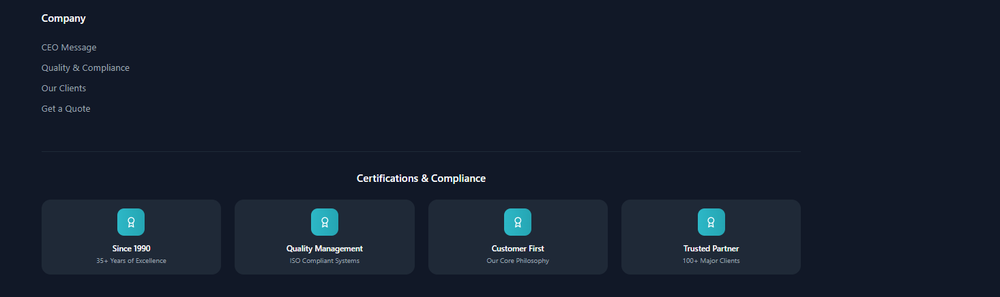 Company
CEO Message
Quality & Compliance
Our Clients
Get a Quote
Certifications & Compliance
Since 1990
35+ Years of Excellence
Quality Management
ISO Compliant Systems
Customer First
Our Core Philosophy
Trusted Partner
100+ Major Clients